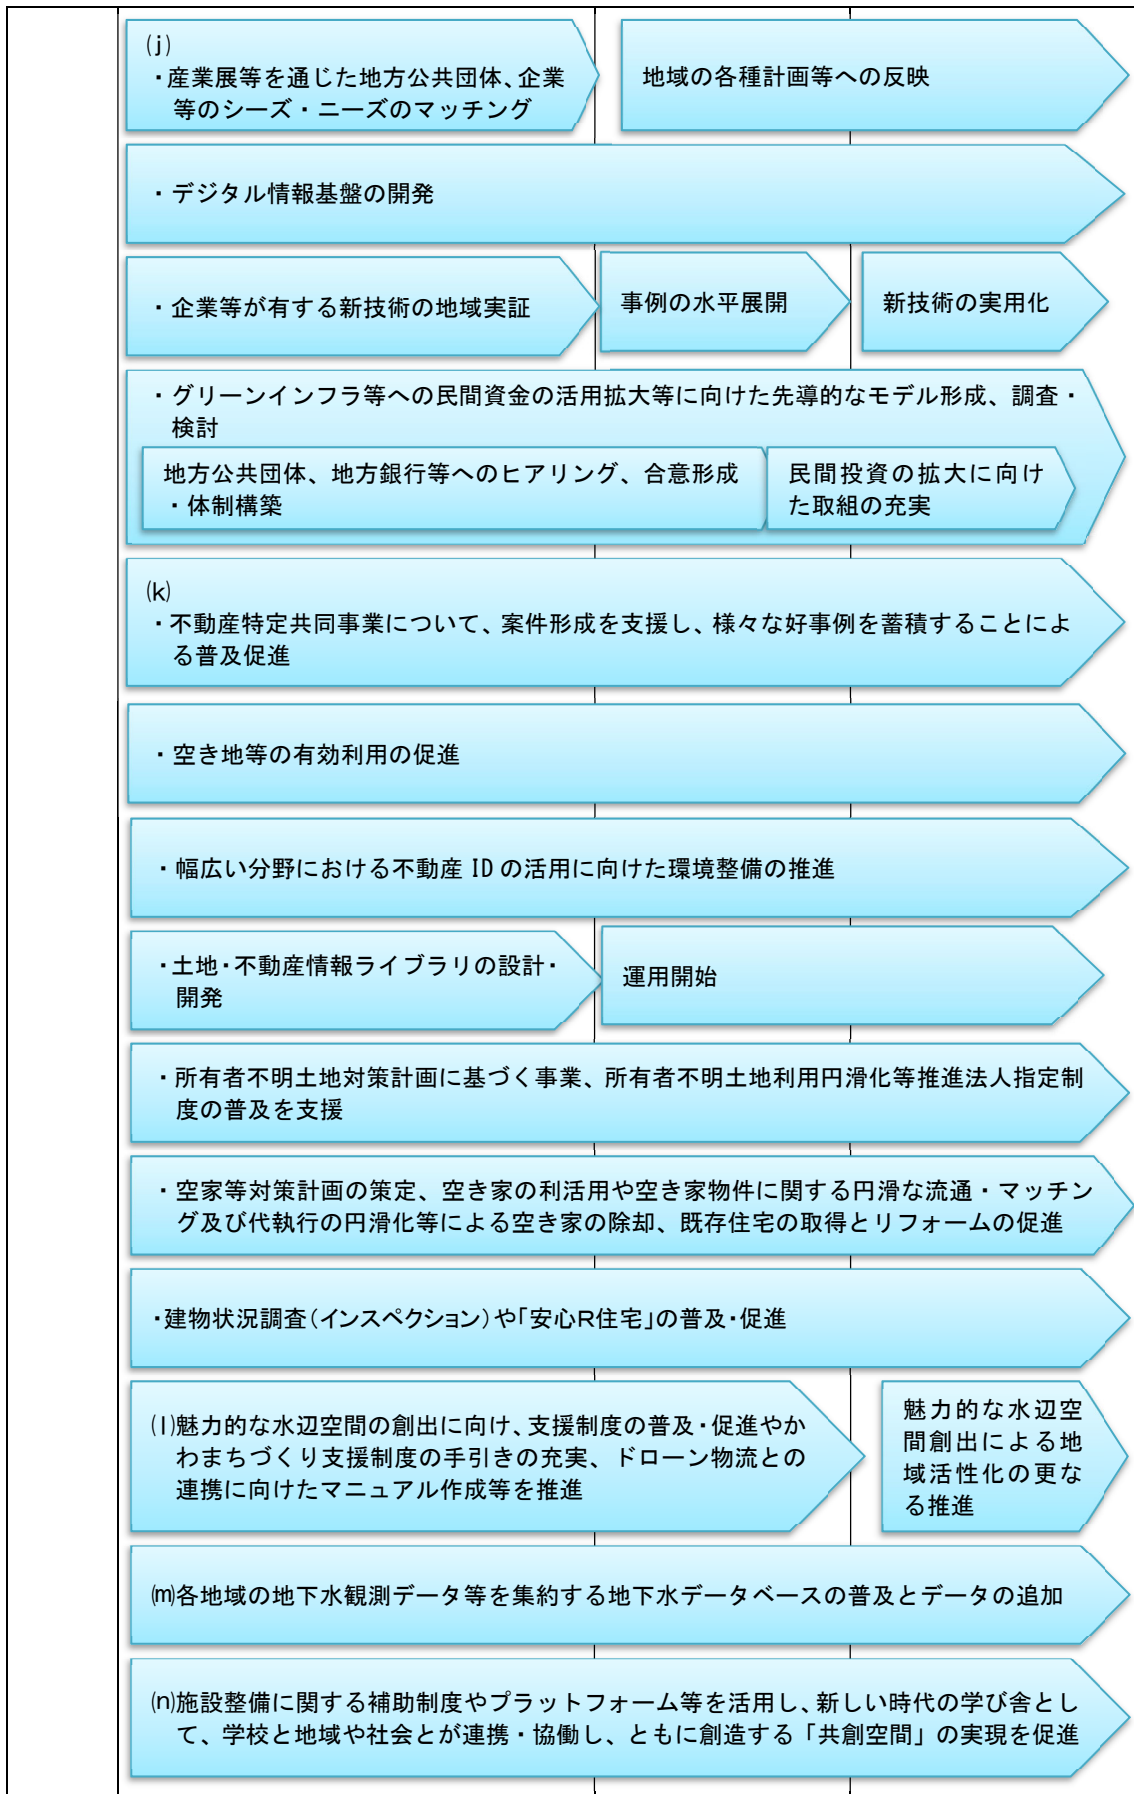 (j)
・産業展等を通じた地方公共団体、企業
等のシーズ・ニーズのマッチング
地域の各種計画等への反映
・デジタル情報基盤の開発
・企業等が有する新技術の地域実証
事例の水平展開
新技術の実用化
・グリーンインフラ等への民間資金の活用拡大等に向けた先導的なモデル形成、調査・
検討
地方公共団体、地方銀行等へのヒアリング、合意形成
・体制構築
民間投資の拡大に向け
た取組の充実
(k)
・不動産特定共同事業について、案件形成を支援し、様々な好事例を蓄積することによ
る普及促進
・空き地等の有効利用の促進
・幅広い分野における不動産 ID の活用に向けた環境整備の推進
・土地・不動産情報ライブラリの設計・
開発
運用開始
・所有者不明土地対策計画に基づく事業、所有者不明土地利用円滑化等推進法人指定制
度の普及を支援
・空家等対策計画の策定、空き家の利活用や空き家物件に関する円滑な流通・マッチン
グ及び代執行の円滑化等による空き家の除却、既存住宅の取得とリフォームの促進
・建物状況調査（インスペクション）や「安心Ｒ住宅」の普及・促進
(l)魅力的な水辺空間の創出に向け、支援制度の普及・促進やか
わまちづくり支援制度の手引きの充実、ドローン物流との
連携に向けたマニュアル作成等を推進
魅力的な水辺空
間創出による地
域活性化の更な
る推進
(m)各地域の地下水観測データ等を集約する地下水データベースの普及とデータの追加
(n)施設整備に関する補助制度やプラットフォーム等を活用し、新しい時代の学び舎とし
て、学校と地域や社会とが連携・協働し、ともに創造する「共創空間」の実現を促進